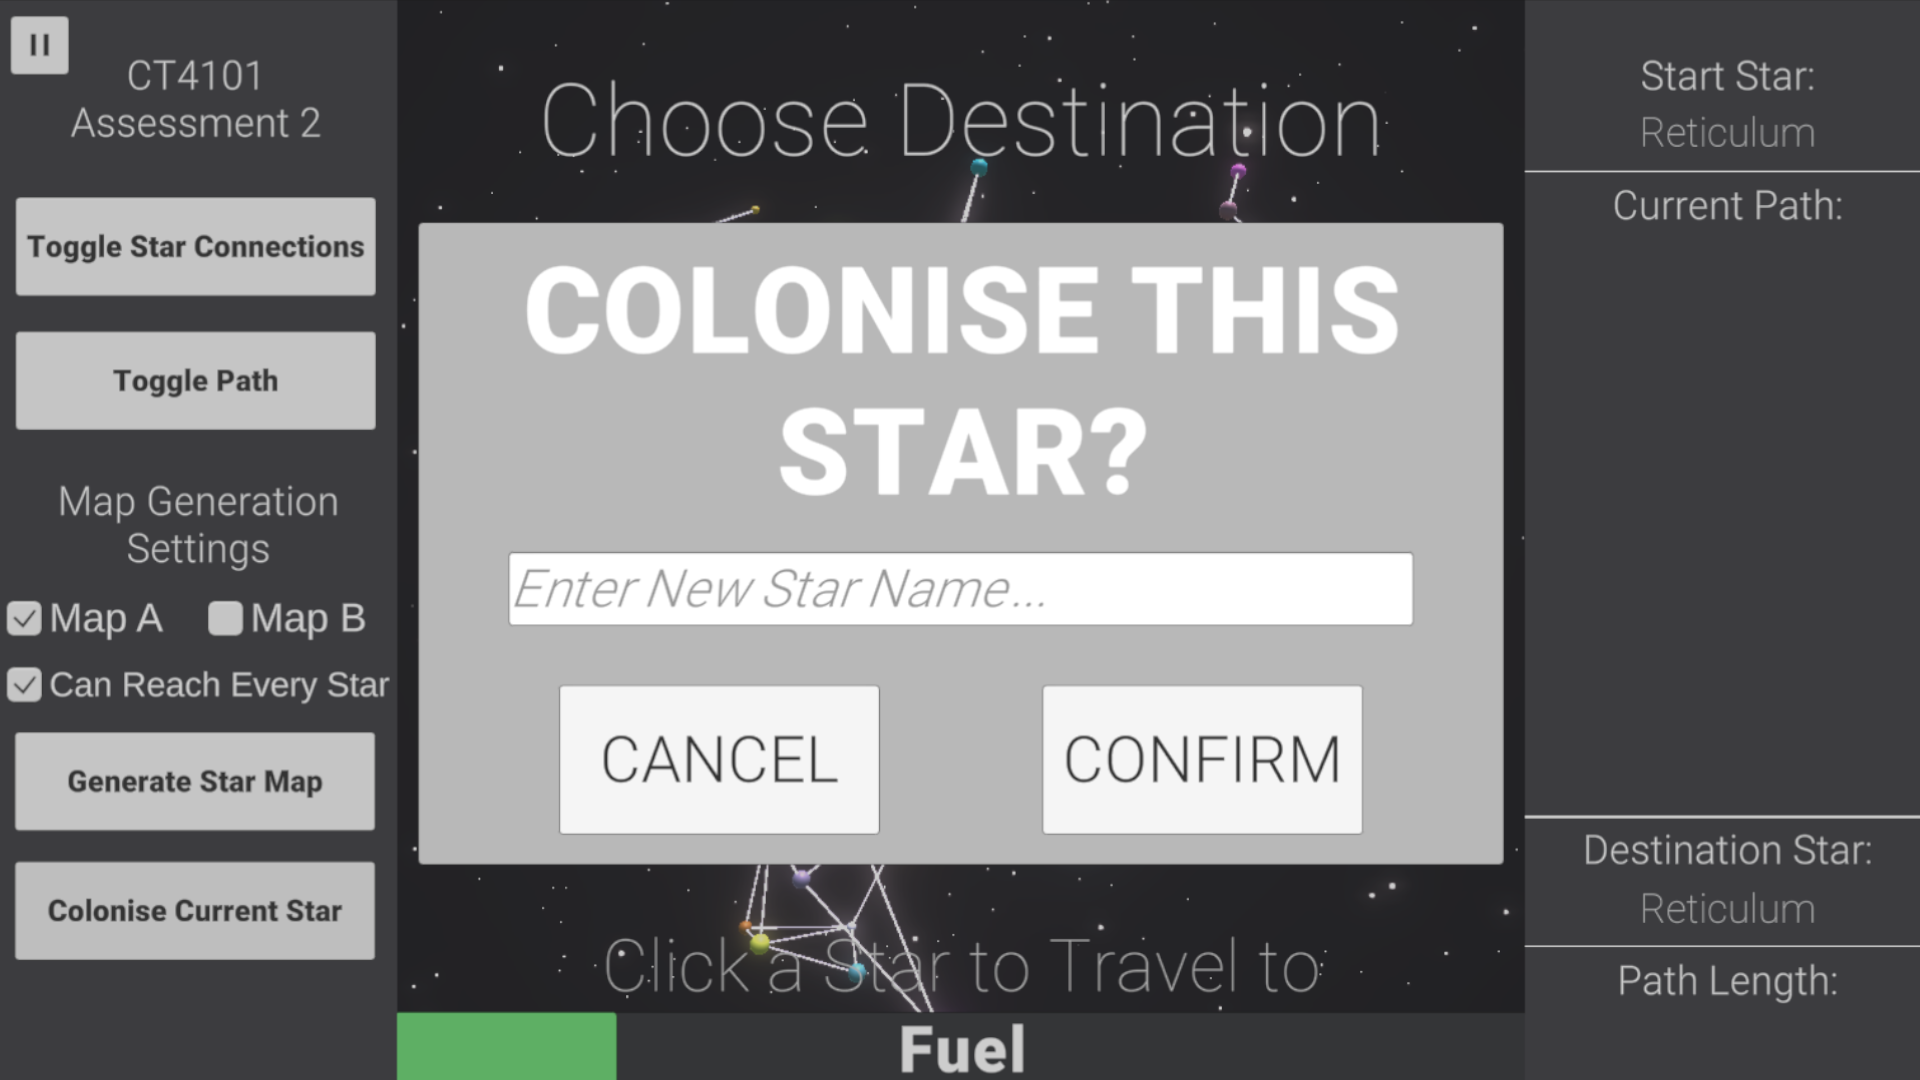 CT4101
Assessment 2
Toggle Star Connections
Toggle Path
Map Generation
Settings
Map A
Map B
Can Reach Every Star
Generate Star Map
Colonise Current Star
Choose Destination
COLONISE THIS
STAR?
Enter New Star Name...
CANCEL
CONFIRM
Click a Star to Travel to
Fuel
Start Star:
Reticulum
Current Path:
Destination Star:
Reticulum
Path Length: